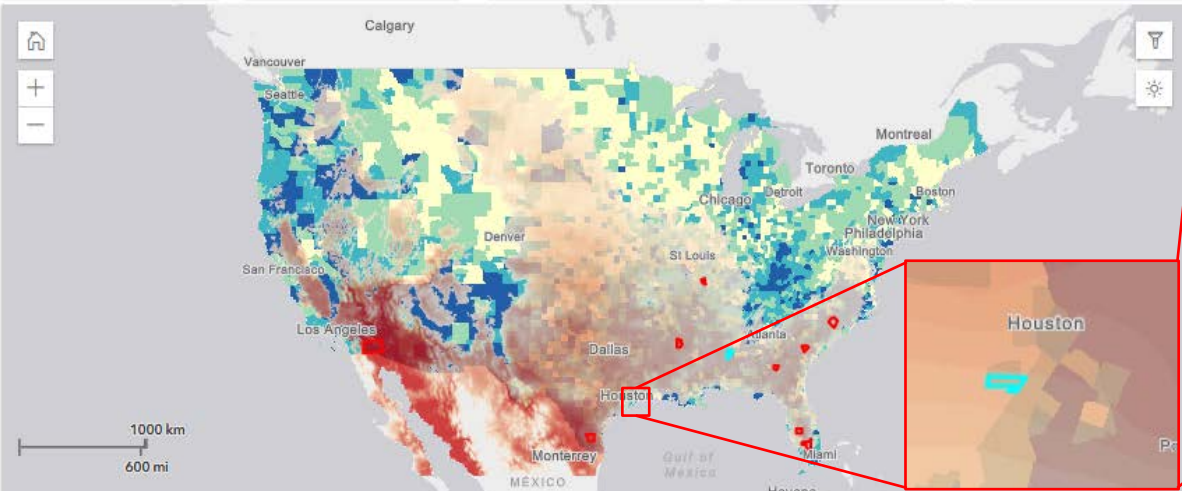 Calgary
Vancouver
Seattle
Montreal
Toronto
Boston
Detroit
Chicago
New York
Philadelphia
Denver
Washington
St Louis
San Francisco
Los Angeles
Atlanta
Dallas
Houston
Houston
1000 km
600 mi
Monterrey
Gulf of
Mexico
Miami
MÉXICO